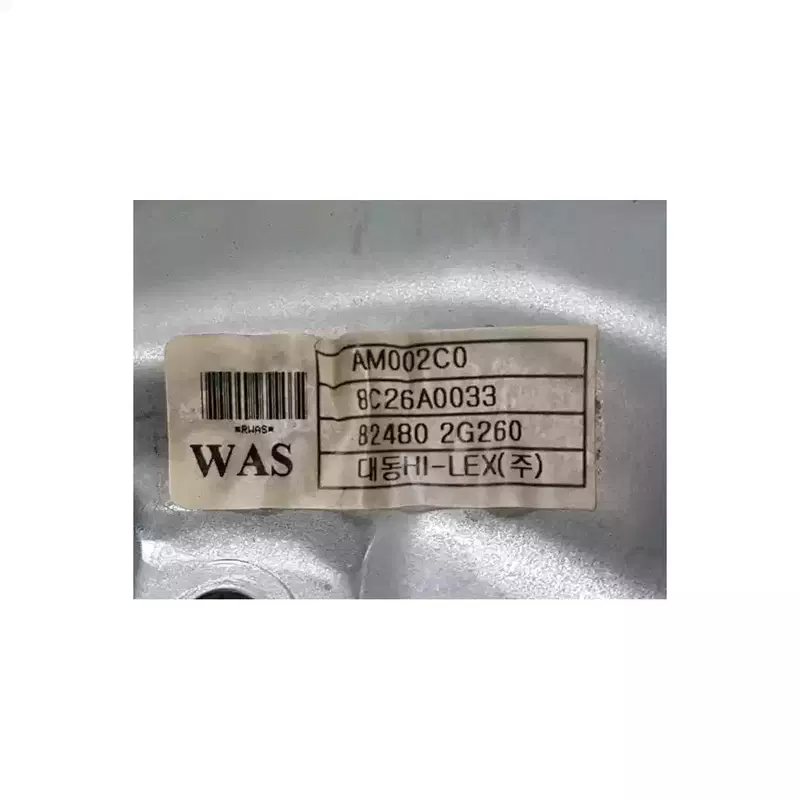 *RWAS*
WAS
AM002C0
8C26A0033
82480 2G260
대동HI-LEX(주)